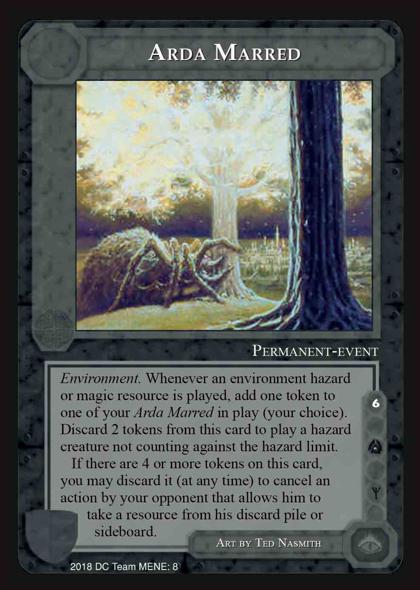 Arda Marred
Permanent-event
Environment. Whenever an environment hazard
or magic resource is played, add one token to
one of your Arda Marred in play (your choice).
Discard 2 tokens from this card to play a hazard
creature not counting against the hazard limit.
If there are 4 or more tokens on this card,
you may discard it (at any time) to cancel an
action by your opponent that allows him to
take a resource from his discard pile or
sideboard.
6
Art by Ted Nasmith
2018 DC Team MENE: 8